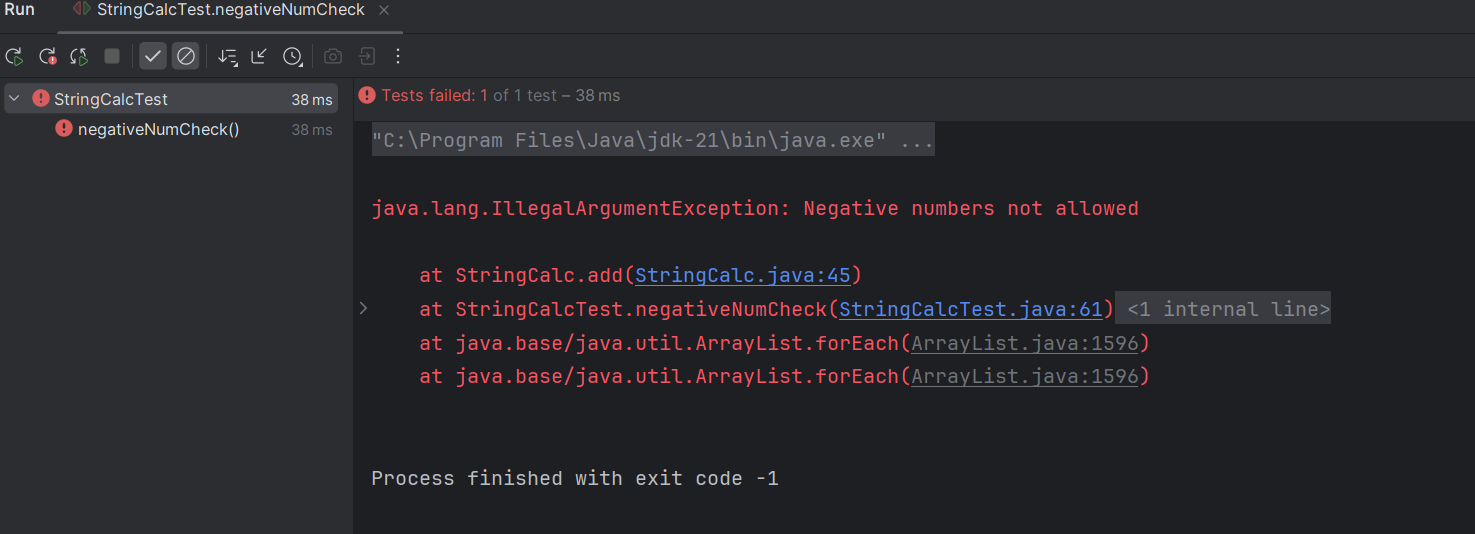 Run StringCalcTest.negativeNumCheck
StringCalcTest 38 ms
negativeNumCheck() 38 ms
Tests failed: 1 of 1 test – 38 ms
"C:\Program Files\Java\jdk-21\bin\java.exe" ...
java.lang.IllegalArgumentException: Negative numbers not allowed
at StringCalc.add(StringCalc.java:45)
at StringCalcTest.negativeNumCheck(StringCalcTest.java:61) <1 internal line>
at java.base/java.util.ArrayList.forEach(ArrayList.java:1596)
at java.base/java.util.ArrayList.forEach(ArrayList.java:1596)
Process finished with exit code -1